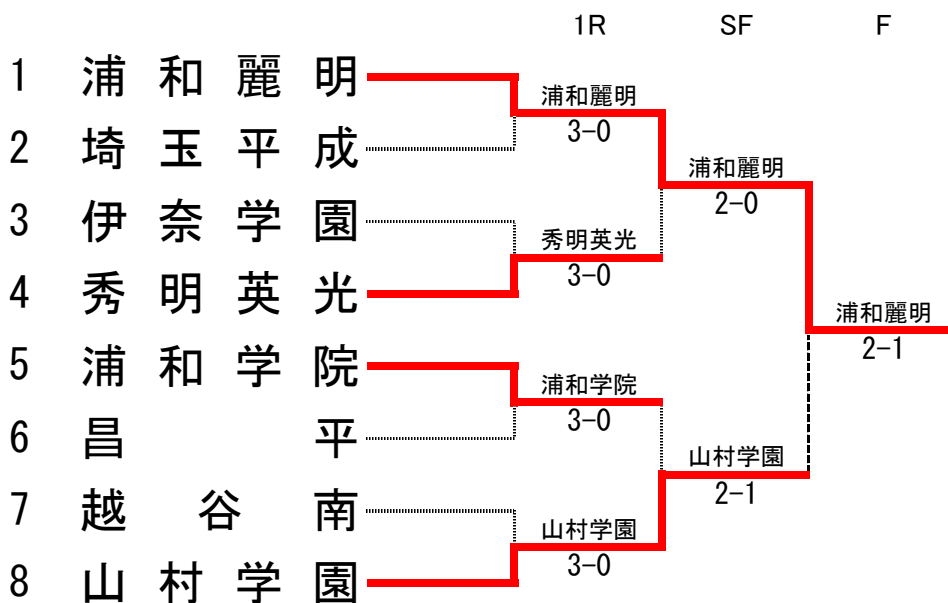 1R SF F
1 浦和麗明
2 埼玉平成
3 伊奈学園
4 秀明英光
5 浦和学院
6 昌平
7 越谷南
8 山村学園
浦和麗明
3-0
秀明英光
3-0
浦和学院
3-0
山村学園
3-0
浦和麗明
2-0
山村学園
2-1
浦和麗明
2-1